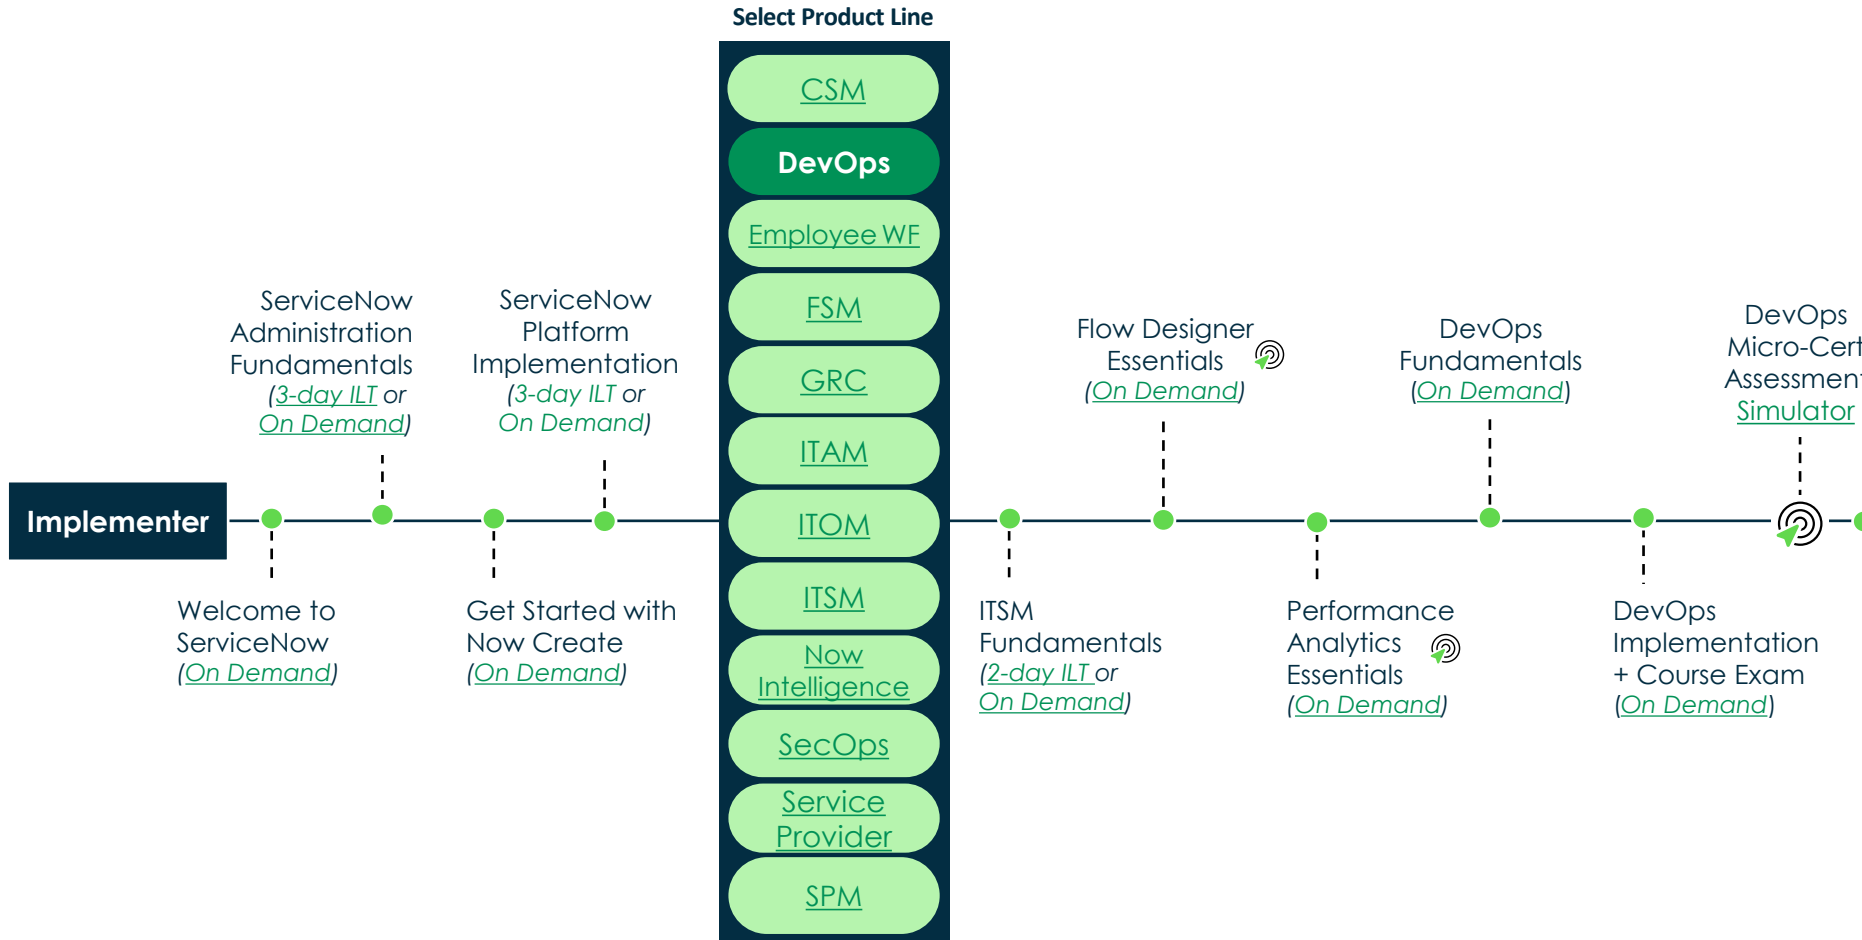 Select Product Line
CSM
DevOps
Employee WF
FSM
GRC
ITAM
ITOM
ITSM
Now
Intelligence
SecOps
Service
Provider
SPM
Implementer
ServiceNow
Administration
Fundamentals
(3-day ILT or
On Demand)
ServiceNow
Platform
Implementation
(3-day ILT or
On Demand)
Welcome to
ServiceNow
(On Demand)
Get Started with
Now Create
(On Demand)
Flow Designer
Essentials
(On Demand)
DevOps
Fundamentals
(On Demand)
DevOps
Micro-Cert
Assessment
Simulator
ITSM
Fundamentals
(2-day ILT or
On Demand)
Performance
Analytics
Essentials
(On Demand)
DevOps
Implementation
+ Course Exam
(On Demand)